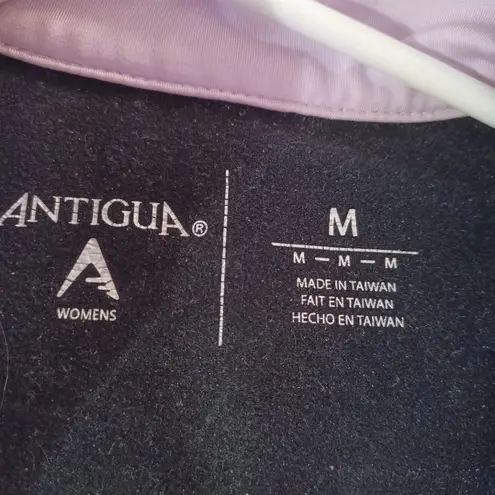 ANTIGUA®
WOMENS
M
M – M – M
MADE IN TAIWAN
FAIT EN TAIWAN
HECHO EN TAIWAN